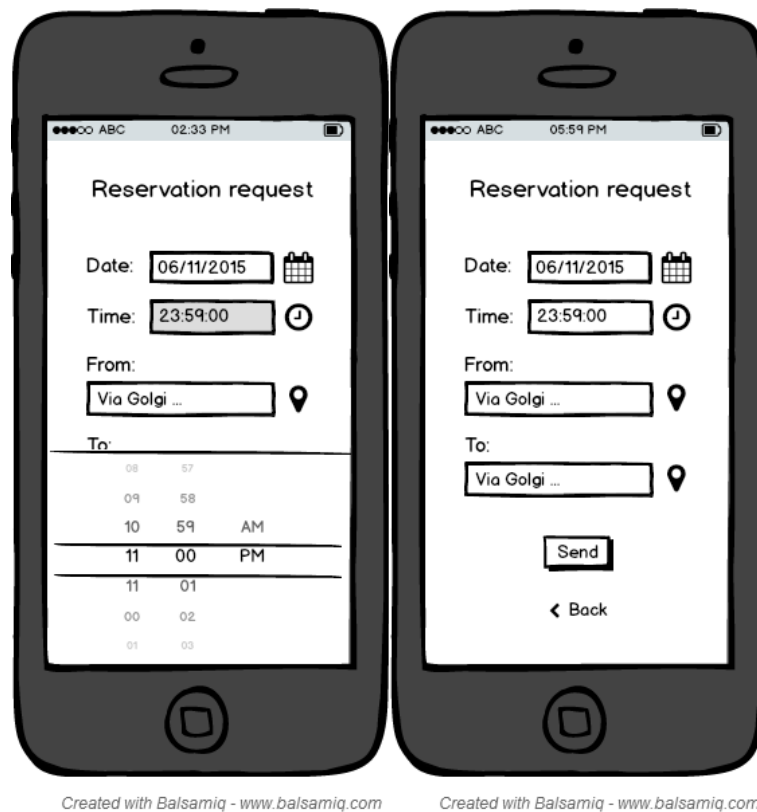 ABC 02:33 PM
Reservation request
Date: 06/11/2015
Time: 23:59:00
From:
Via Golgi ...
To:
08 57
09 58
10 59 AM
11 00 PM
11 01
00 02
01 03
Created with Balsamiq - www.balsamiq.com
ABC 05:59 PM
Reservation request
Date: 06/11/2015
Time: 23:59:00
From:
Via Golgi ...
To:
Via Golgi ...
Send
< Back
Created with Balsamiq - www.balsamiq.com